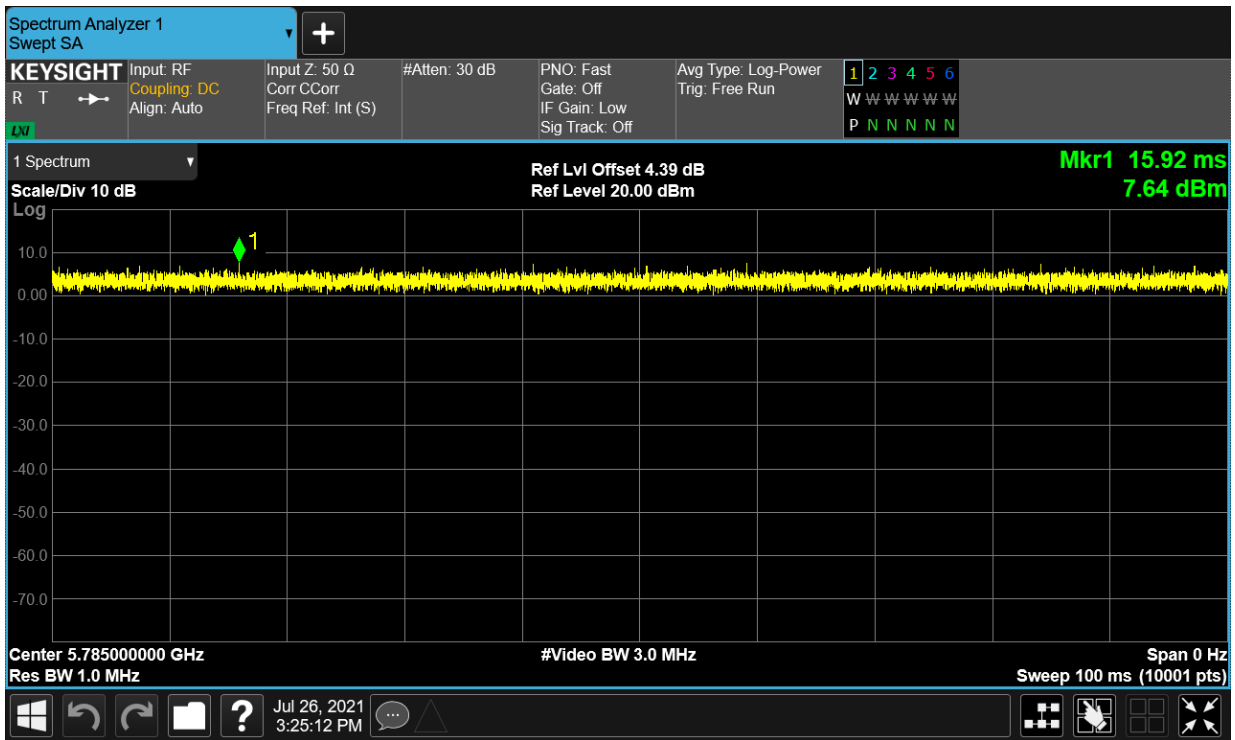 Spectrum Analyzer 1
Swept SA
KEYSIGHT
R T
LXI
Input: RF
Coupling: DC
Align: Auto
Input Z: 50 Ω
Corr CCorr
Freq Ref: Int (S)
#Atten: 30 dB
PNO: Fast
Gate: Off
IF Gain: Low
Sig Track: Off
Avg Type: Log-Power
Trig: Free Run
1 2 3 4 5 6
W W W W W W
P N N N N N
1 Spectrum
Scale/Div 10 dB
Log
Ref Lvl Offset 4.39 dB
Ref Level 20.00 dBm
Mkr1 15.92 ms
7.64 dBm
1
10.0
0.00
-10.0
-20.0
-30.0
-40.0
-50.0
-60.0
-70.0
Center 5.785000000 GHz
Res BW 1.0 MHz
#Video BW 3.0 MHz
Span 0 Hz
Sweep 100 ms (10001 pts)
?
Jul 26, 2021
3:25:12 PM